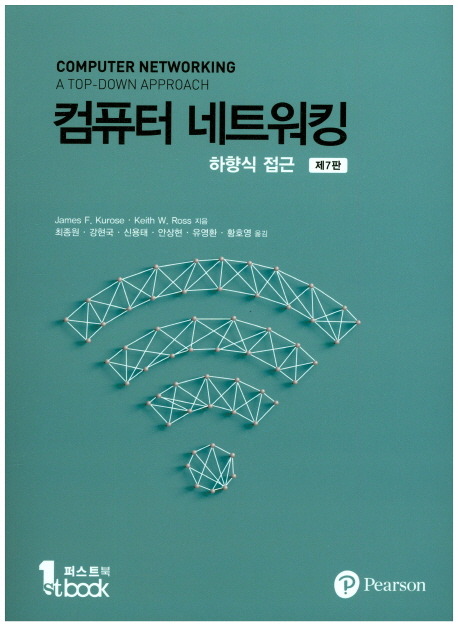 COMPUTER NETWORKING
A TOP-DOWN APPROACH
컴퓨터 네트워킹
하향식 접근 제7판
James F. Kurose · Keith W. Ross 지음
최종원 · 강현국 · 신용태 · 안상현 · 유영환 · 황호영 옮김
1st book 퍼스트북
P Pearson